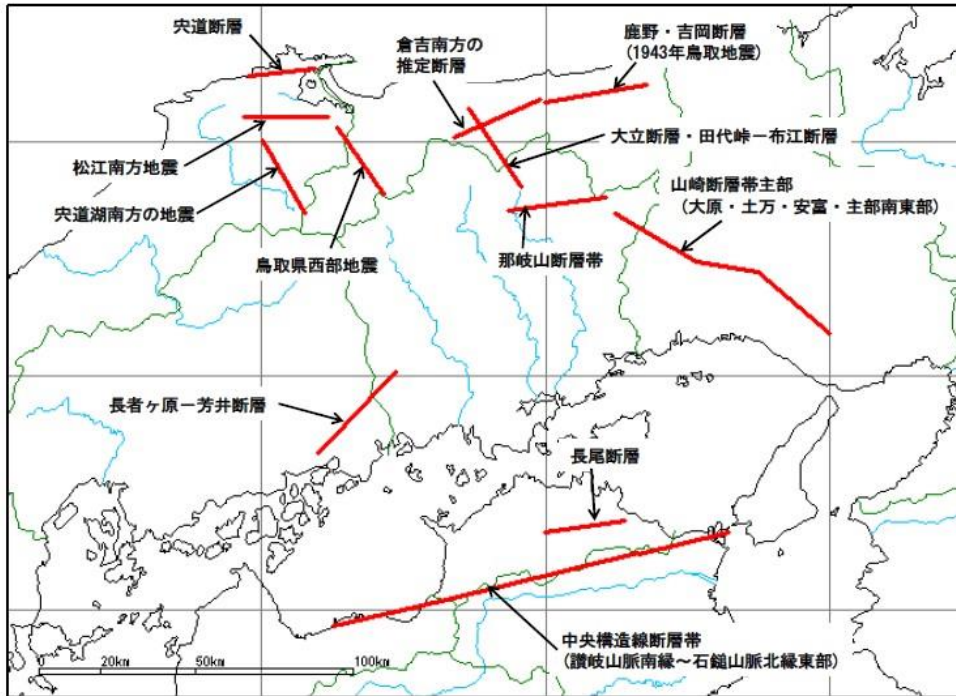 宍道断層
倉吉南方の
推定断層
鹿野・吉岡断層
(1943年鳥取地震)
大立断層・田代峠－布江断層
松江南方地震
山崎断層帯主部
(大原・土万・安富・主部南東部)
宍道湖南方の地震
鳥取県西部地震
那岐山断層帯
長者ヶ原－芳井断層
長尾断層
中央構造線断層帯
(讃岐山脈南縁～石鎚山脈北縁東部)
0 20km 50km 100km